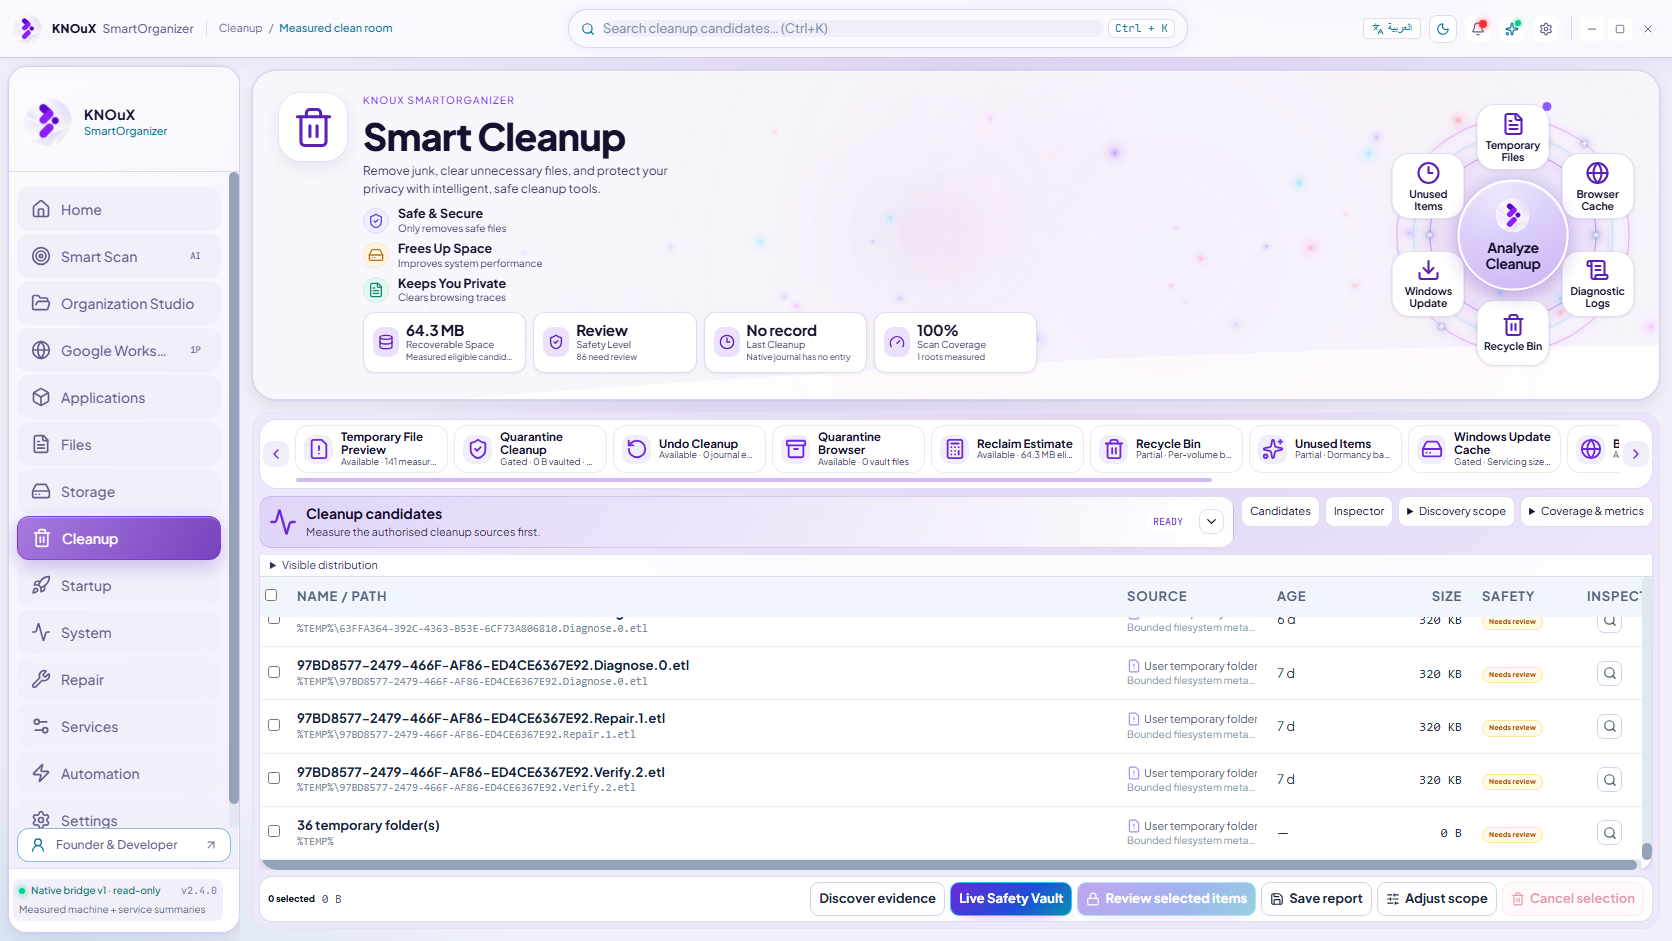 KNOuX SmartOrganizer
Cleanup / Measured clean room
Search cleanup candidates... (Ctrl+K)
Ctrl + K
العربية
KNOuX
SmartOrganizer
Home
Smart Scan AI
Organization Studio
Google Works... 1P
Applications
Files
Storage
Cleanup
Startup
System
Repair
Services
Automation
Settings
Founder & Developer
Native bridge v1 · read-only v2.4.0
Measured machine + service summaries
KNOUX SMARTORGANIZER
Smart Cleanup
Remove junk, clear unnecessary files, and protect your
privacy with intelligent, safe cleanup tools.
Safe & Secure
Only removes safe files
Frees Up Space
Improves system performance
Keeps You Private
Clears browsing traces
64.3 MB
Recoverable Space
Measured eligible candid...
Review
Safety Level
86 need review
No record
Last Cleanup
Native journal has no entry
100%
Scan Coverage
1 roots measured
Temporary
Files
Unused
Items
Browser
Cache
Analyze
Cleanup
Windows
Update
Diagnostic
Logs
Recycle Bin
Temporary File
Preview
Available · 141 measur...
Quarantine
Cleanup
Gated · 0 B vaulted · ...
Undo Cleanup
Available · 0 journal e...
Quarantine
Browser
Available · 0 vault files
Reclaim Estimate
Available · 64.3 MB eli...
Recycle Bin
Partial · Per-volume b...
Unused Items
Partial · Dormancy ba...
Windows Update
Cache
Gated · Servicing size...
Cleanup candidates
Measure the authorised cleanup sources first.
READY
Candidates
Inspector
Discovery scope
Coverage & metrics
Visible distribution
NAME / PATH SOURCE AGE SIZE SAFETY INSPECT
%TEMP%\63FFA364-392C-4363-B53E-6CF73A806810.Diagnose.0.etl
Bounded filesystem meta...
6 d 320 KB Needs review
97BD8577-2479-466F-AF86-ED4CE6367E92.Diagnose.0.etl
%TEMP%\97BD8577-2479-466F-AF86-ED4CE6367E92.Diagnose.0.etl
User temporary folder
Bounded filesystem meta...
7 d 320 KB Needs review
97BD8577-2479-466F-AF86-ED4CE6367E92.Repair.1.etl
%TEMP%\97BD8577-2479-466F-AF86-ED4CE6367E92.Repair.1.etl
User temporary folder
Bounded filesystem meta...
7 d 320 KB Needs review
97BD8577-2479-466F-AF86-ED4CE6367E92.Verify.2.etl
%TEMP%\97BD8577-2479-466F-AF86-ED4CE6367E92.Verify.2.etl
User temporary folder
Bounded filesystem meta...
7 d 320 KB Needs review
36 temporary folder(s)
%TEMP%
User temporary folder
Bounded filesystem meta...
— 0 B Needs review
0 selected 0 B
Discover evidence
Live Safety Vault
Review selected items
Save report
Adjust scope
Cancel selection